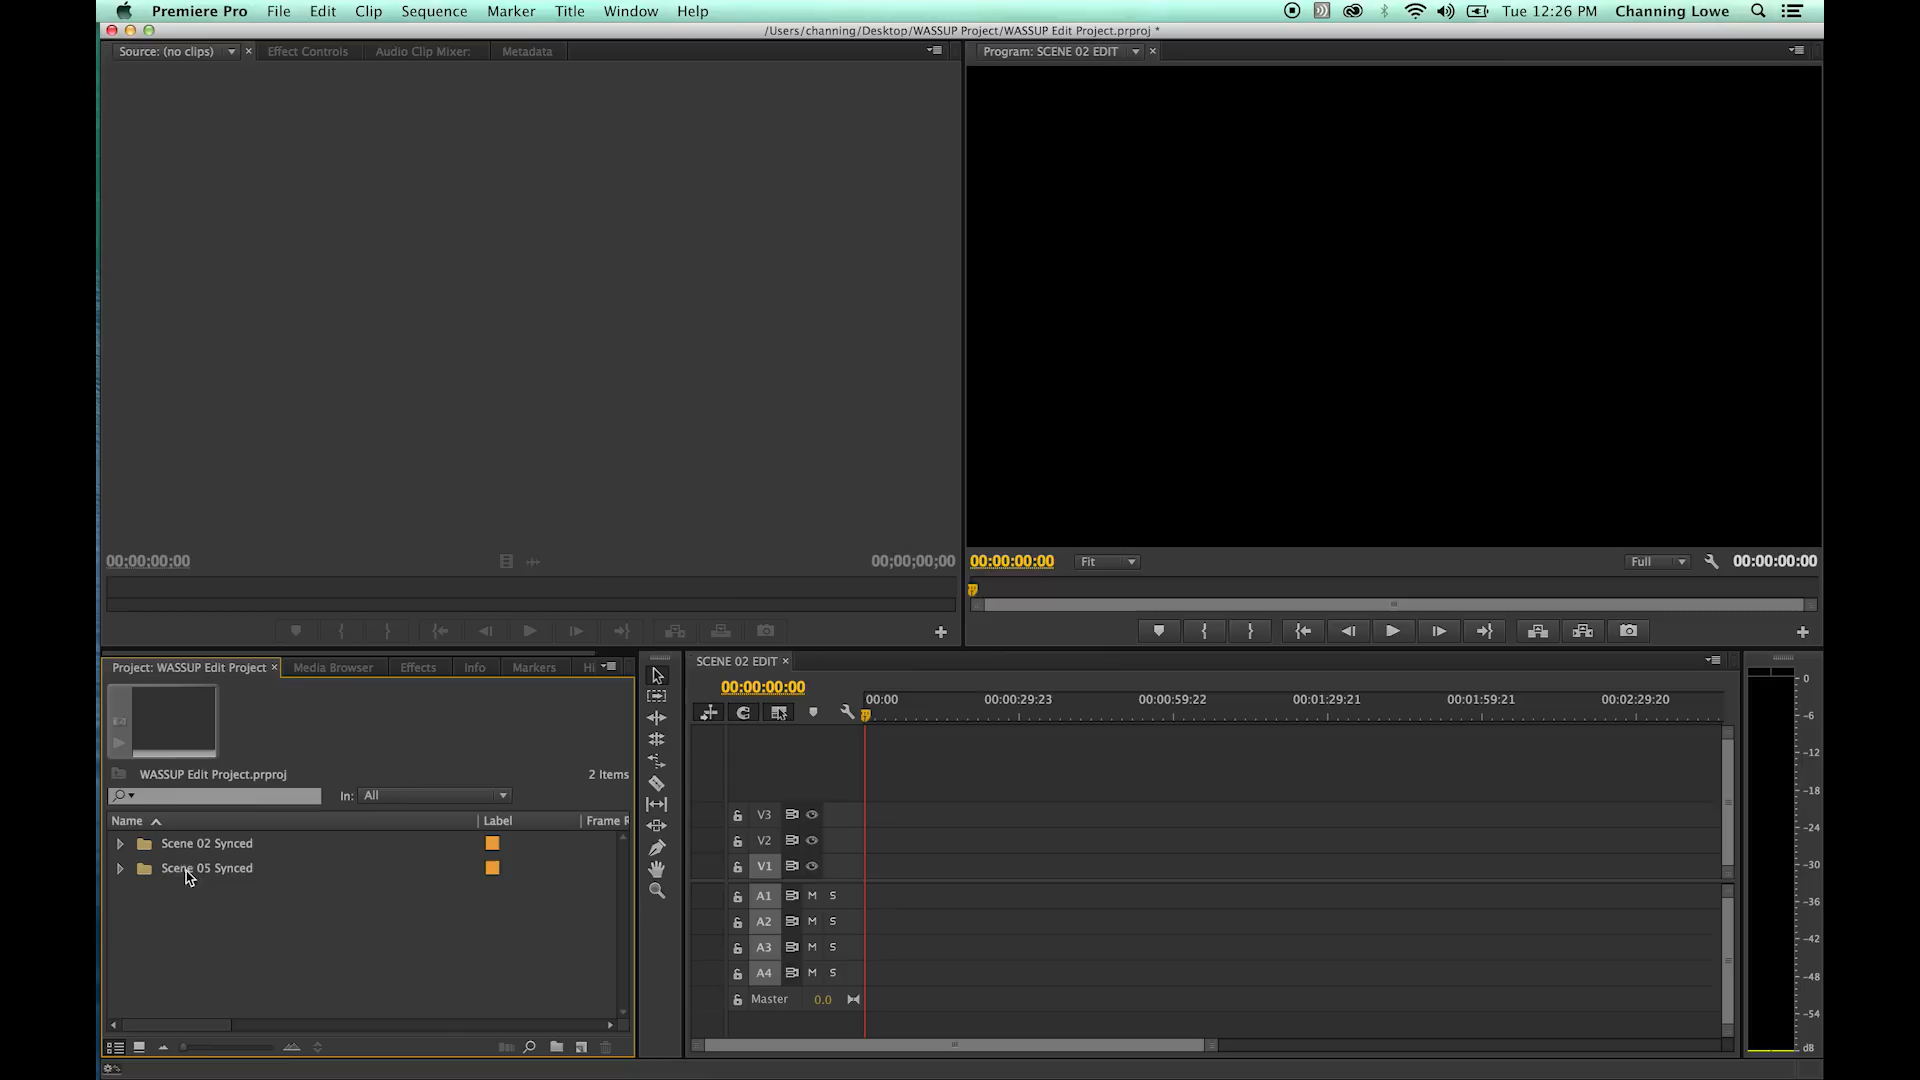 Premiere Pro File Edit Clip Sequence Marker Title Window Help Tue 12:26 PM Channing Lowe
/Users/channing/Desktop/WASSUP Project/WASSUP Edit Project.prproj *
Source: (no clips) Effect Controls Audio Clip Mixer: Metadata
Program: SCENE 02 EDIT
00:00;00;00 00;00;00;00
00:00:00:00 Fit Full 00:00:00:00
Project: WASSUP Edit Project Media Browser Effects Info Markers Hi
WASSUP Edit Project.prproj 2 Items
In: All
Name Label Frame R
Scene 02 Synced
Scene 05 Synced
SCENE 02 EDIT
00:00:00:00
00:00 00:00:29:23 00:00:59:22 00:01:29:21 00:01:59:21 00:02:29:20
V3
V2
V1
A1 M S
A2 M S
A3 M S
A4 M S
Master 0.0
0
-6
-12
-18
-24
-30
-36
-42
-48
-54
dB